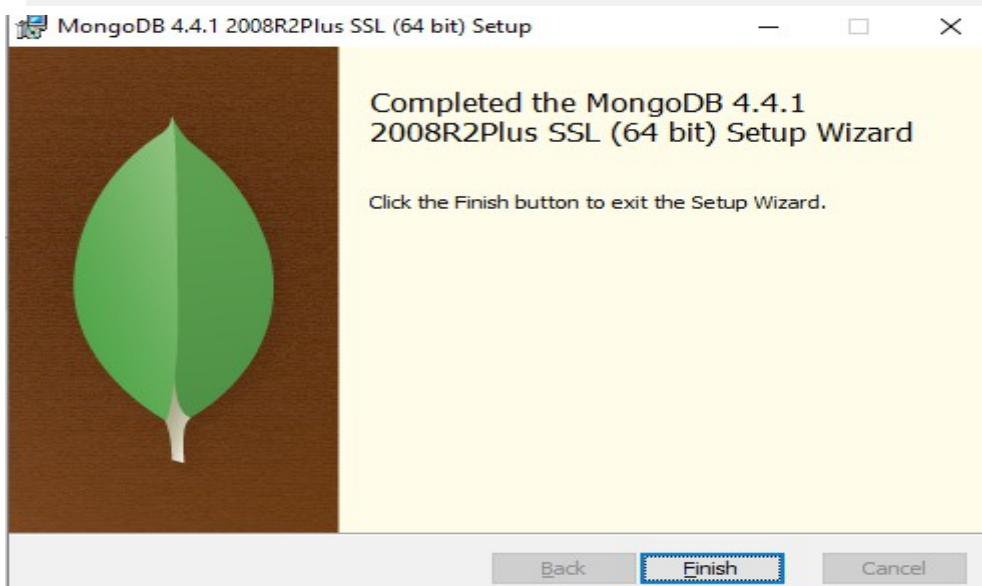 MongoDB 4.4.1 2008R2Plus SSL (64 bit) Setup
Completed the MongoDB 4.4.1
2008R2Plus SSL (64 bit) Setup Wizard
Click the Finish button to exit the Setup Wizard.
Back Finish Cancel